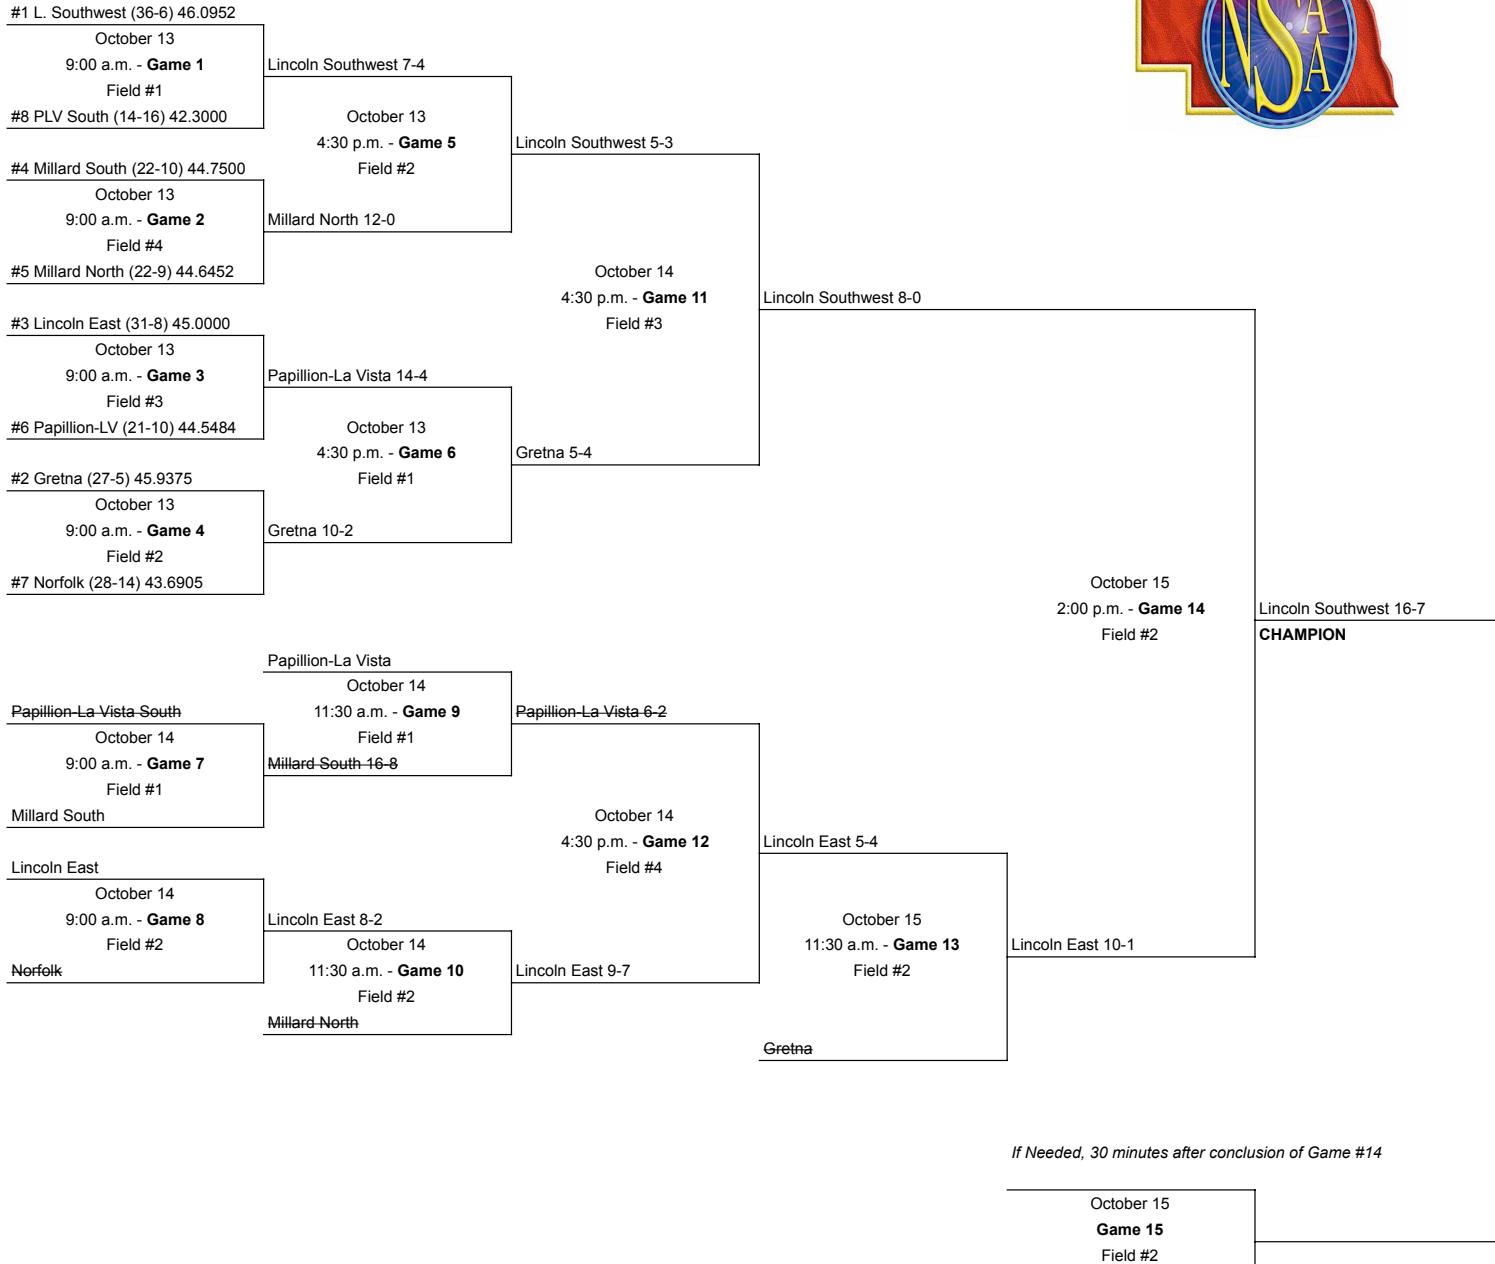 #1 L. Southwest (36-6) 46.0952
October 13
9:00 a.m. - Game 1
Field #1
#8 PLV South (14-16) 42.3000
Lincoln Southwest 7-4
#4 Millard South (22-10) 44.7500
October 13
9:00 a.m. - Game 2
Field #4
#5 Millard North (22-9) 44.6452
Millard North 12-0
October 13
4:30 p.m. - Game 5
Field #2
Lincoln Southwest 5-3
#3 Lincoln East (31-8) 45.0000
October 13
9:00 a.m. - Game 3
Field #3
#6 Papillion-LV (21-10) 44.5484
Papillion-La Vista 14-4
#2 Gretna (27-5) 45.9375
October 13
9:00 a.m. - Game 4
Field #2
#7 Norfolk (28-14) 43.6905
Gretna 10-2
October 13
4:30 p.m. - Game 6
Field #1
Gretna 5-4
October 14
4:30 p.m. - Game 11
Field #3
Lincoln Southwest 8-0
NSAA
October 15
2:00 p.m. - Game 14
Field #2
Lincoln Southwest 16-7
CHAMPION
Papillion-La Vista South
October 14
9:00 a.m. - Game 7
Field #1
Millard South
Papillion-La Vista
October 14
11:30 a.m. - Game 9
Field #1
Millard South 16-8
Papillion-La Vista 6-2
Lincoln East
October 14
9:00 a.m. - Game 8
Field #2
Norfolk
Lincoln East 8-2
October 14
11:30 a.m. - Game 10
Field #2
Millard North
Lincoln East 9-7
October 14
4:30 p.m. - Game 12
Field #4
Lincoln East 5-4
October 15
11:30 a.m. - Game 13
Field #2
Gretna
Lincoln East 10-1
If Needed, 30 minutes after conclusion of Game #14
October 15
Game 15
Field #2